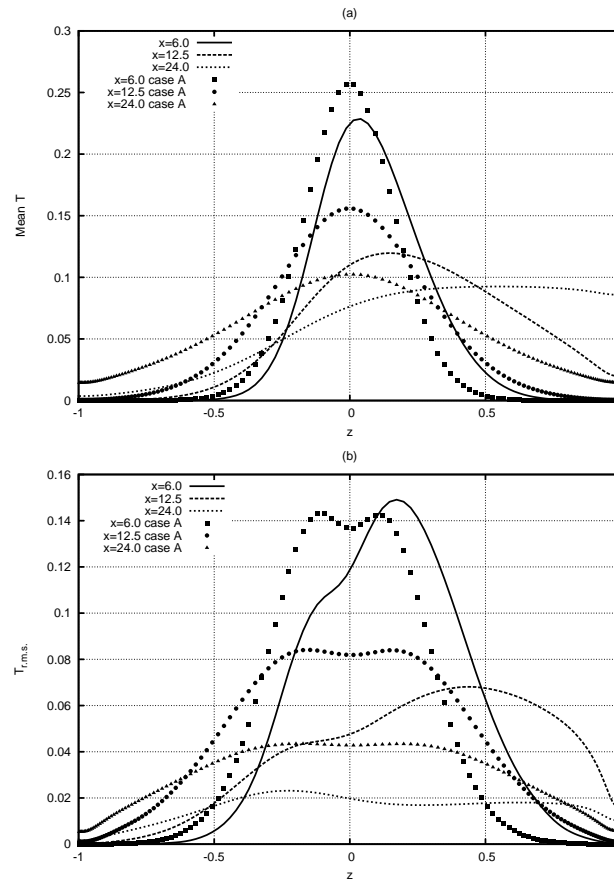 (a)
0.3
0.25
0.2
0.15
0.1
0.05
0
Mean T
x=6.0
x=12.5
x=24.0
x=6.0 case A
x=12.5 case A
x=24.0 case A
-1 -0.5 0 0.5
z
(b)
0.16
0.14
0.12
0.1
0.08
0.06
0.04
0.02
0
T r.m.s.
x=6.0
x=12.5
x=24.0
x=6.0 case A
x=12.5 case A
x=24.0 case A
-1 -0.5 0 0.5
z